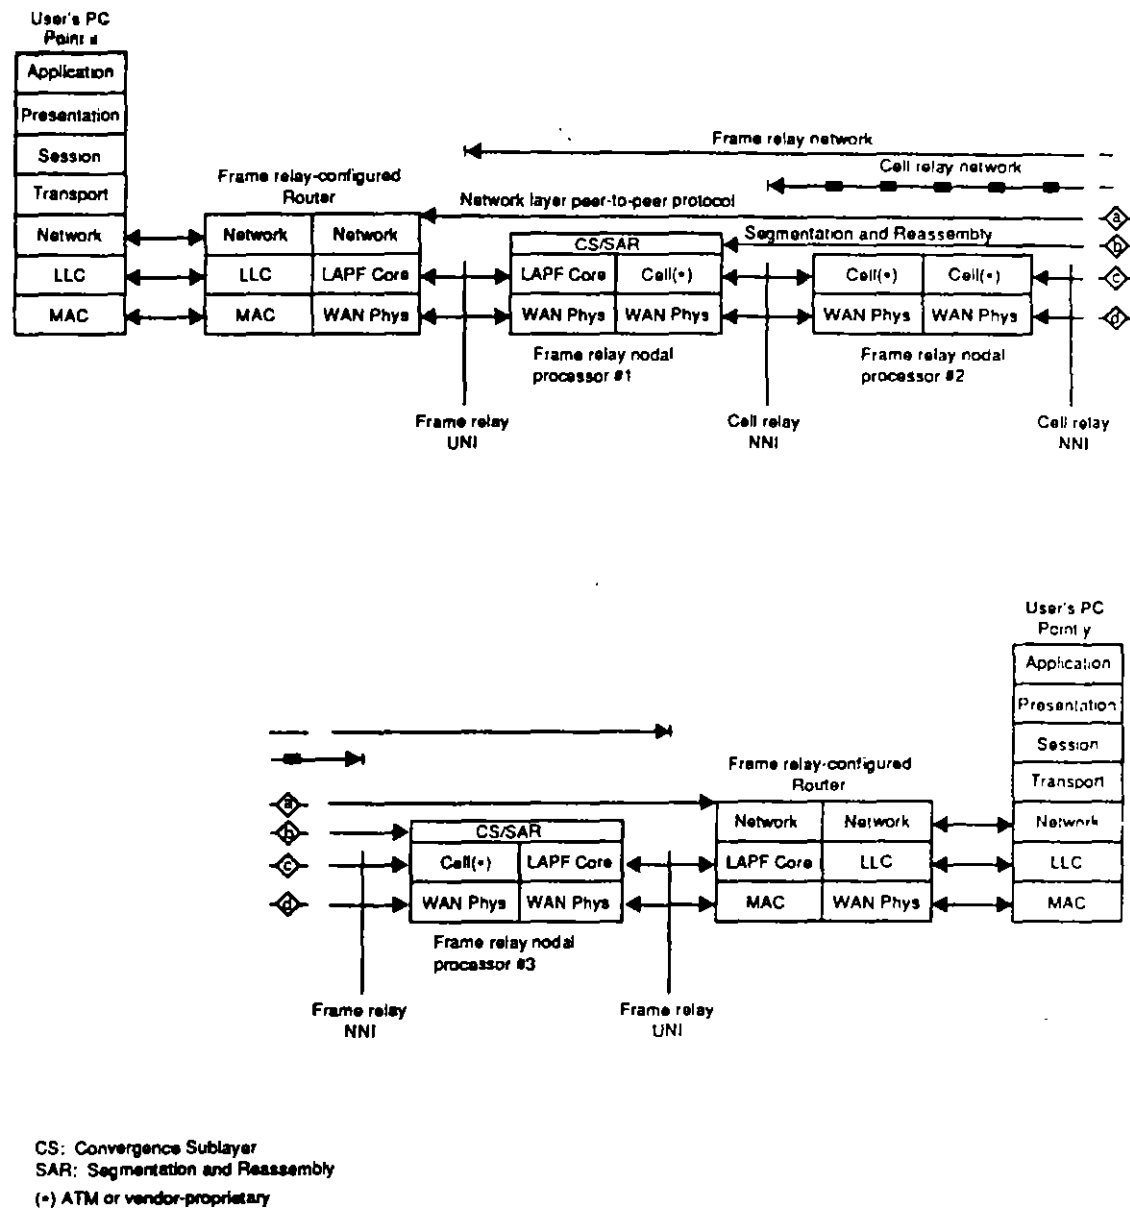 User's PC
Point a
Application
Presentation
Session
Transport
Network
LLC
MAC
Frame relay-configured
Router
Network
Network
LLC
LAPF Core
MAC
WAN Phys
Frame relay network
Cell relay network
Network layer peer-to-peer protocol
a
Segmentation and Reassembly
b
CS/SAR
LAPF Core
Cell(*)
WAN Phys
WAN Phys
Frame relay nodal
processor #1
Cell(*)
Cell(*)
c
WAN Phys
WAN Phys
d
Frame relay nodal
processor #2
Frame relay
UNI
Cell relay
NNI
Cell relay
NNI
User's PC
Point y
Application
Presentation
Session
Transport
Network
LLC
MAC
Frame relay-configured
Router
Network
Network
LAPF Core
LLC
MAC
WAN Phys
a
b
c
d
CS/SAR
Cell(*)
LAPF Core
WAN Phys
WAN Phys
Frame relay nodal
processor #3
Frame relay
NNI
Frame relay
UNI
CS: Convergence Sublayer
SAR: Segmentation and Reassembly
(*) ATM or vendor-proprietary